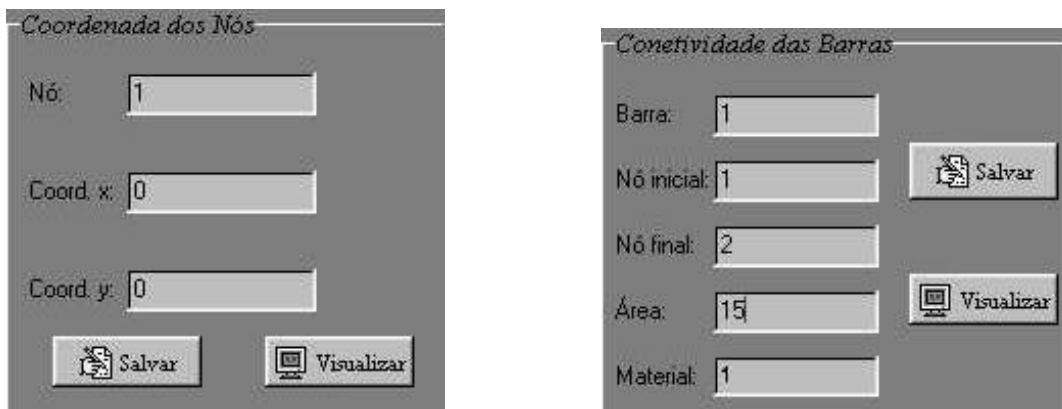 Coordenada dos Nós
Nó: 1
Coord. x: 0
Coord. y: 0
Salvar Visualizar
Conetividade das Barras
Barra: 1
Nó inicial: 1
Salvar
Nó final: 2
Área: 15
Visualizar
Material: 1